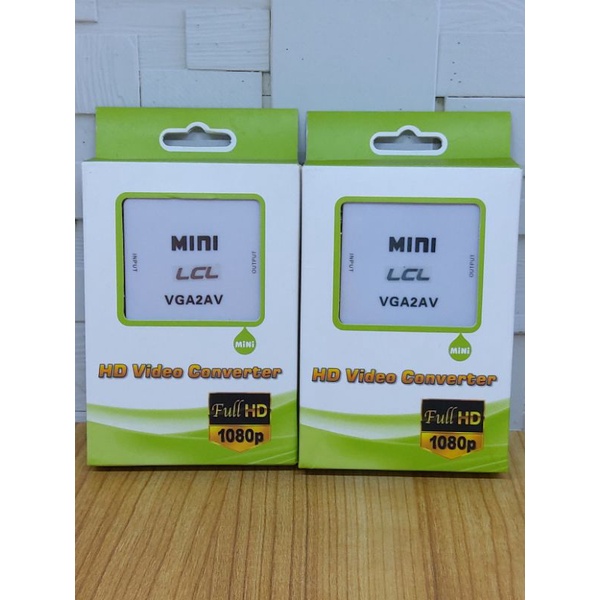 MINI
LCL
VGA2AV
INPUT
OUTPUT
MINi
HD Video Converter
Full HD
1080p
MINI
LCL
VGA2AV
INPUT
OUTPUT
MINi
HD Video Converter
Full HD
1080p